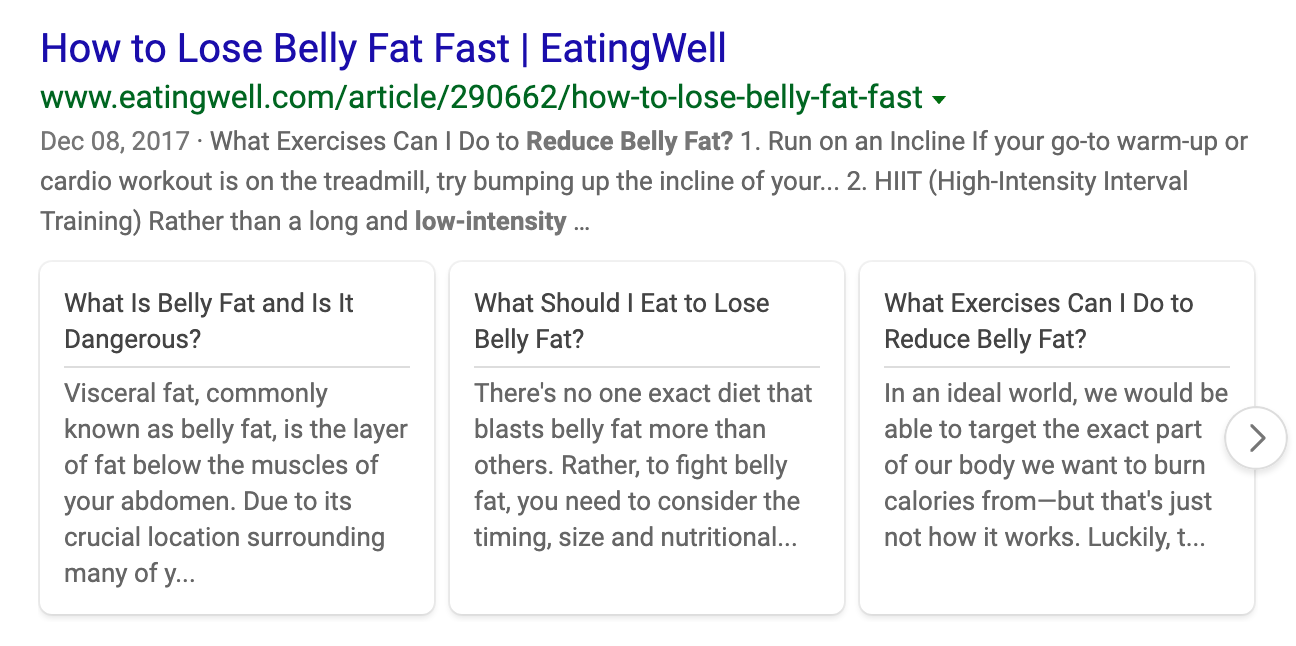 How to Lose Belly Fat Fast | EatingWell
www.eatingwell.com/article/290662/how-to-lose-belly-fat-fast
Dec 08, 2017 · What Exercises Can I Do to Reduce Belly Fat? 1. Run on an Incline If your go-to warm-up or
cardio workout is on the treadmill, try bumping up the incline of your... 2. HIIT (High-Intensity Interval
Training) Rather than a long and low-intensity ...
What Is Belly Fat and Is It
Dangerous?
Visceral fat, commonly
known as belly fat, is the layer
of fat below the muscles of
your abdomen. Due to its
crucial location surrounding
many of y...
What Should I Eat to Lose
Belly Fat?
There's no one exact diet that
blasts belly fat more than
others. Rather, to fight belly
fat, you need to consider the
timing, size and nutritional...
What Exercises Can I Do to
Reduce Belly Fat?
In an ideal world, we would be
able to target the exact part
of our body we want to burn
calories from—but that's just
not how it works. Luckily, t...